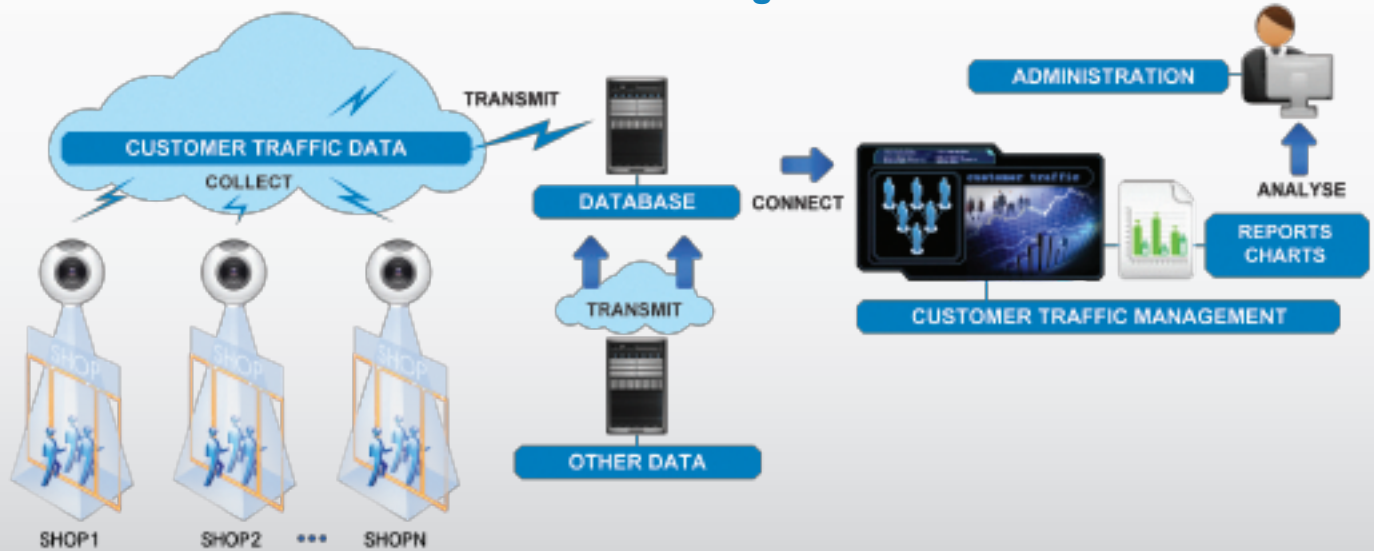 ADMINISTRATION
TRANSMIT
CUSTOMER TRAFFIC DATA
COLLECT
DATABASE
CONNECT
customer traffic
ANALYSE
REPORTS
CHARTS
TRANSMIT
CUSTOMER TRAFFIC MANAGEMENT
SHOP
SHOP
SHOP
OTHER DATA
SHOP1
SHOP2
•••
SHOPN